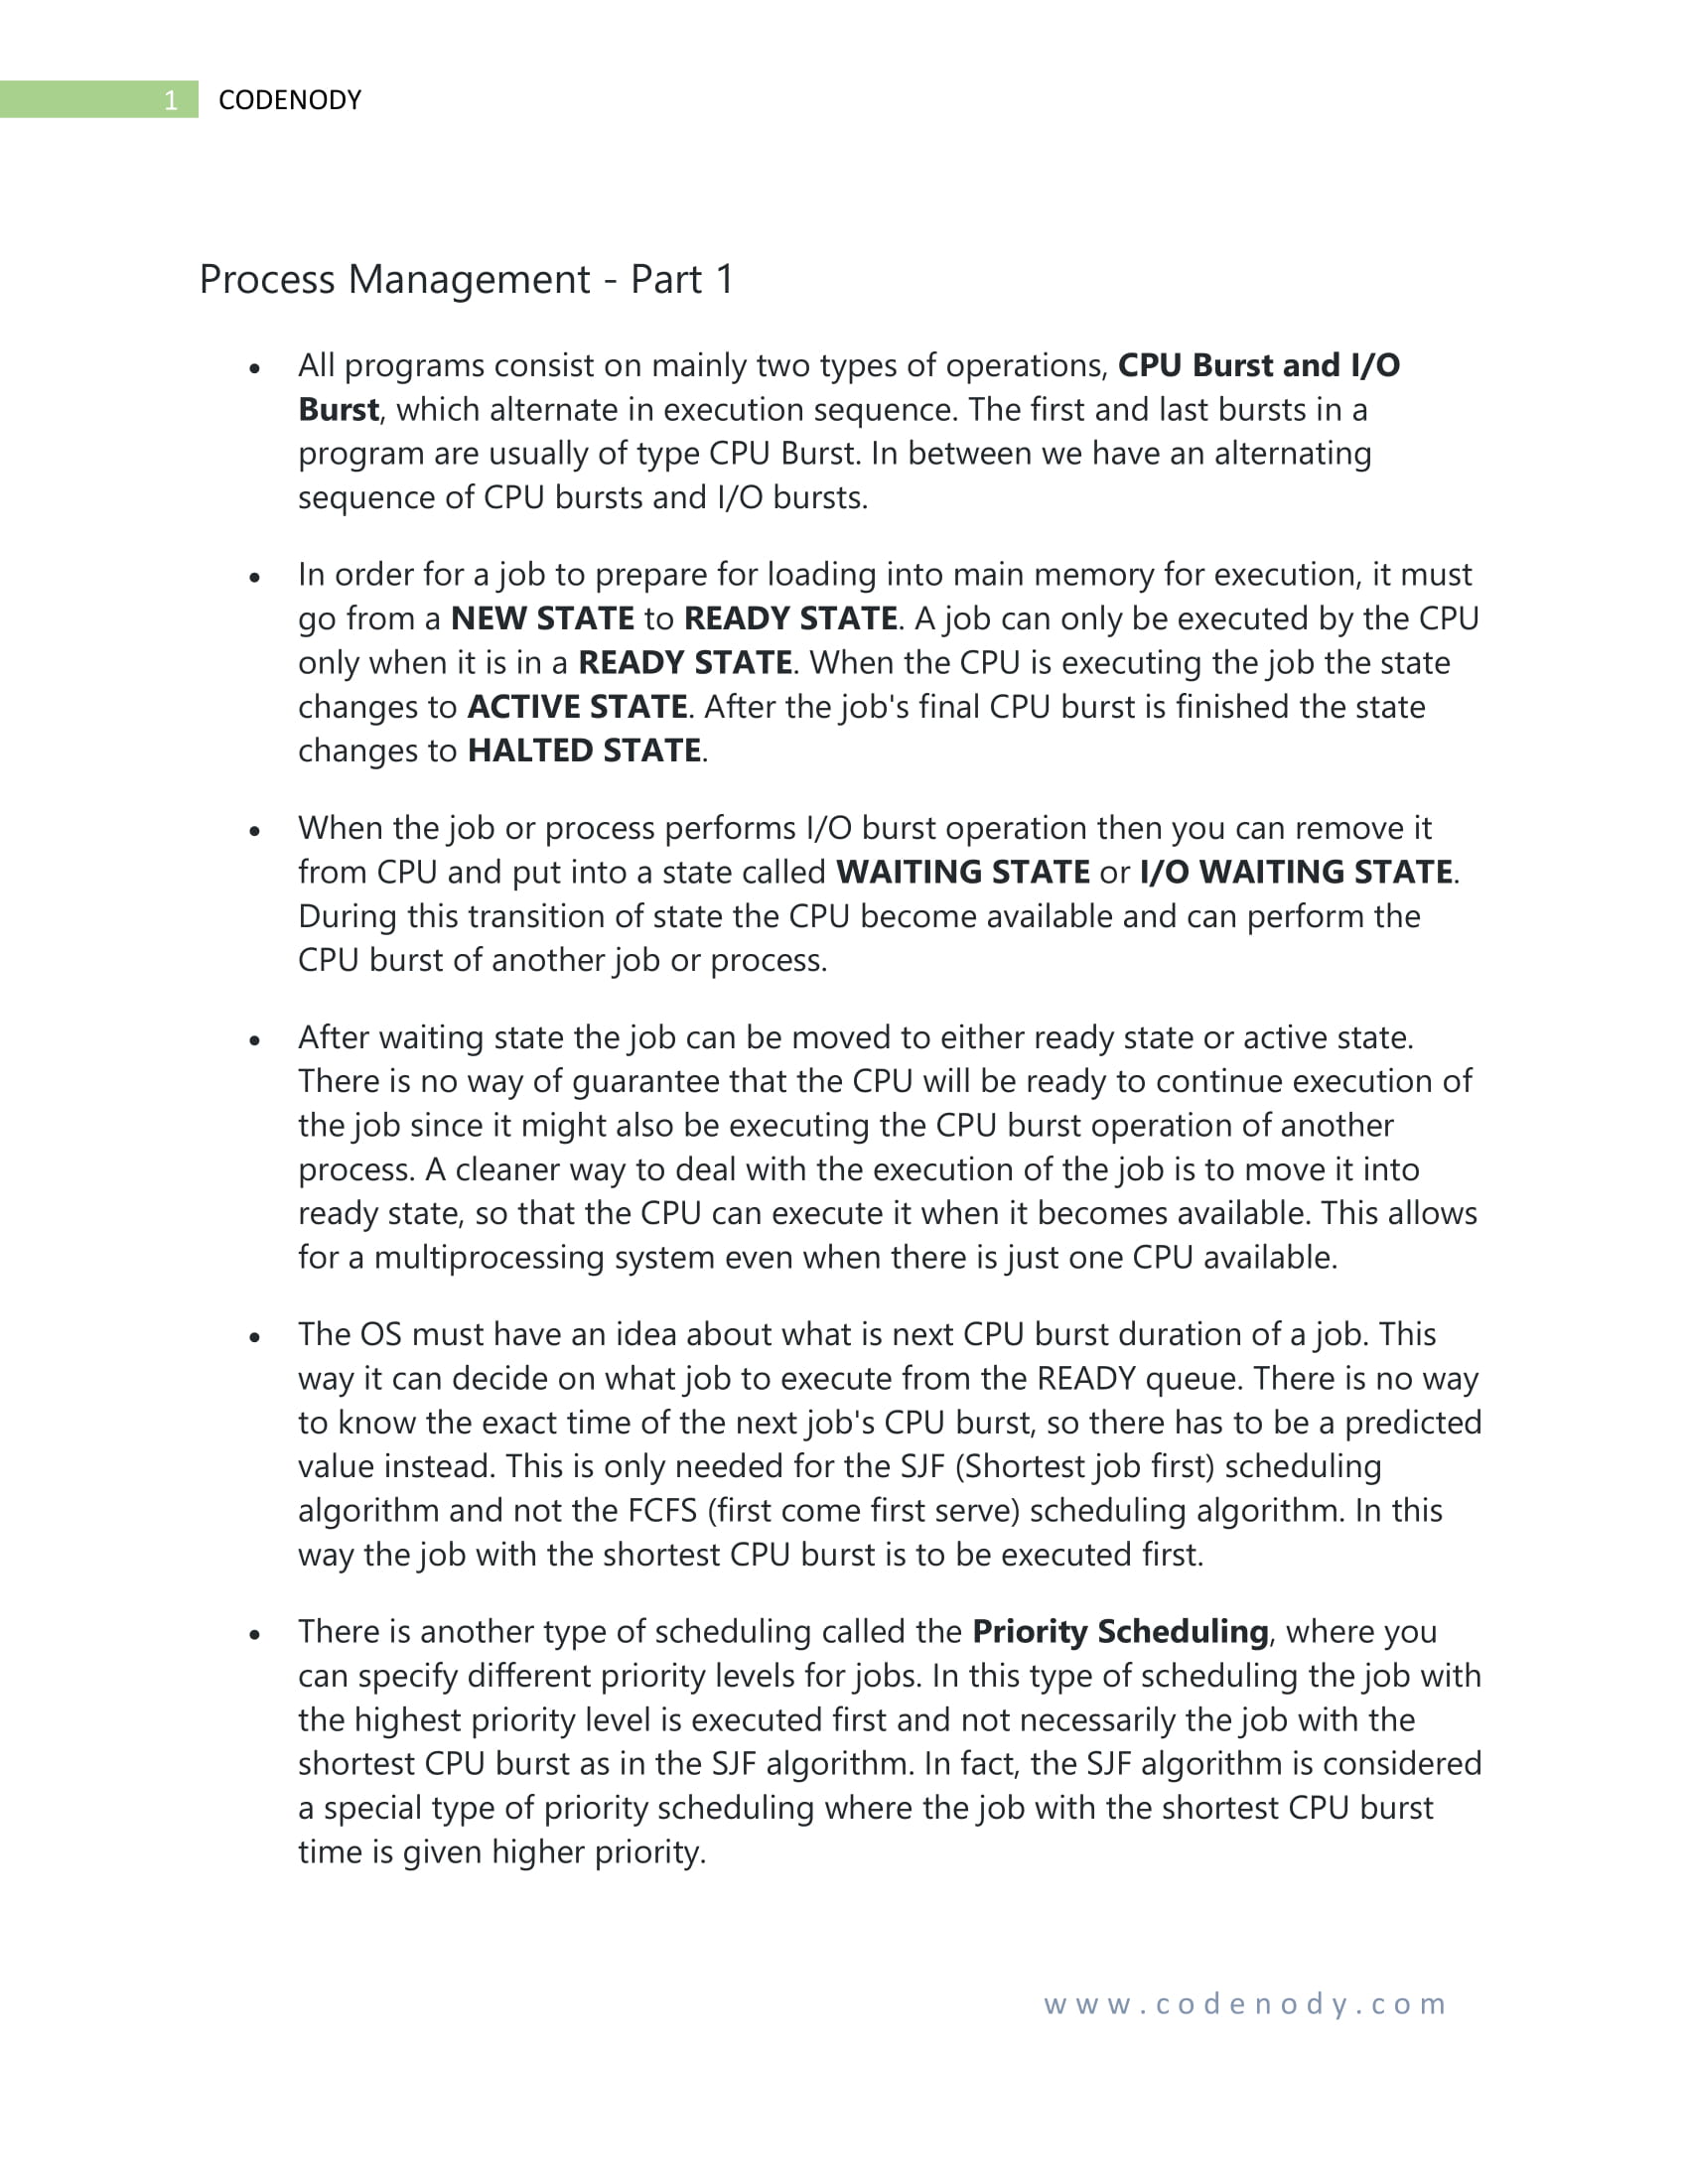 1 CODENODY
Process Management - Part 1
• All programs consist on mainly two types of operations, CPU Burst and I/O
Burst, which alternate in execution sequence. The first and last bursts in a
program are usually of type CPU Burst. In between we have an alternating
sequence of CPU bursts and I/O bursts.
• In order for a job to prepare for loading into main memory for execution, it must
go from a NEW STATE to READY STATE. A job can only be executed by the CPU
only when it is in a READY STATE. When the CPU is executing the job the state
changes to ACTIVE STATE. After the job's final CPU burst is finished the state
changes to HALTED STATE.
• When the job or process performs I/O burst operation then you can remove it
from CPU and put into a state called WAITING STATE or I/O WAITING STATE.
During this transition of state the CPU become available and can perform the
CPU burst of another job or process.
• After waiting state the job can be moved to either ready state or active state.
There is no way of guarantee that the CPU will be ready to continue execution of
the job since it might also be executing the CPU burst operation of another
process. A cleaner way to deal with the execution of the job is to move it into
ready state, so that the CPU can execute it when it becomes available. This allows
for a multiprocessing system even when there is just one CPU available.
• The OS must have an idea about what is next CPU burst duration of a job. This
way it can decide on what job to execute from the READY queue. There is no way
to know the exact time of the next job's CPU burst, so there has to be a predicted
value instead. This is only needed for the SJF (Shortest job first) scheduling
algorithm and not the FCFS (first come first serve) scheduling algorithm. In this
way the job with the shortest CPU burst is to be executed first.
• There is another type of scheduling called the Priority Scheduling, where you
can specify different priority levels for jobs. In this type of scheduling the job with
the highest priority level is executed first and not necessarily the job with the
shortest CPU burst as in the SJF algorithm. In fact, the SJF algorithm is considered
a special type of priority scheduling where the job with the shortest CPU burst
time is given higher priority.
www.codenody.com